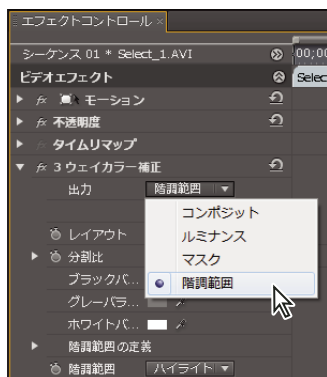 エフェクトコントロール ×
シーケンス 01 * Select_1.AVI
00;00
ビデオエフェクト
Selec
fx モーション
fx 不透明度
fx タイムリマップ
fx 3 ウェイカラー補正
出力 階調範囲
コンポジット
ルミナンス
マスク
階調範囲
レイアウト
分割比
ブラックバ...
グレーバラ...
ホワイトバ...
階調範囲の定義
階調範囲 ハイライト